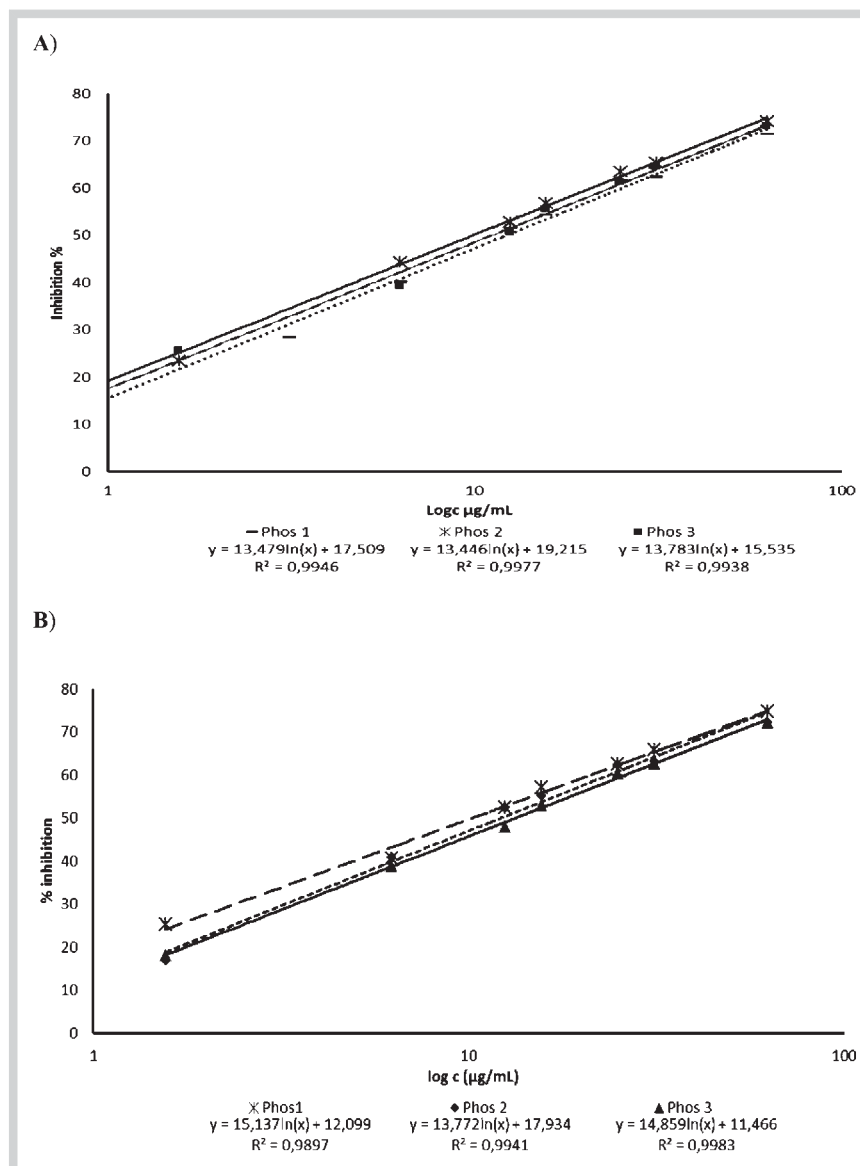 A)
80
70
60
50
40
30
20
10
0
Inhibition %
1 10 100
Logc µg/mL
Phos 1 Phos 2 Phos 3
y = 13,479ln(x) + 17,509 y = 13,446ln(x) + 19,215 y = 13,783ln(x) + 15,535
R² = 0,9946 R² = 0,9977 R² = 0,9938
B)
80
70
60
50
40
30
20
10
0
% inhibition
1 10 100
log c (µg/mL)
Phos1 Phos 2 Phos 3
y = 15,137ln(x) + 12,099 y = 13,772ln(x) + 17,934 y = 14,859ln(x) + 11,466
R² = 0,9897 R² = 0,9941 R² = 0,9983